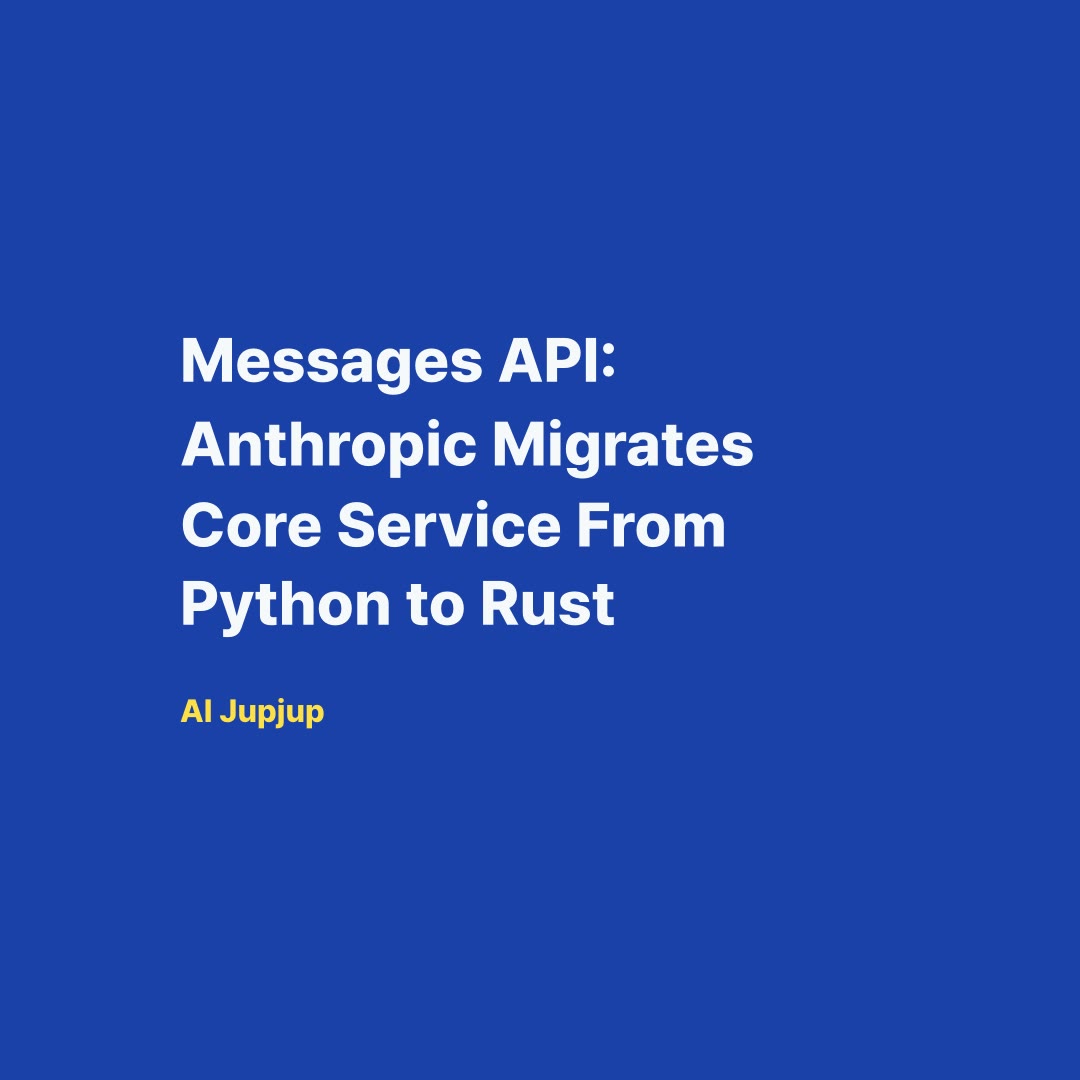 Messages API:
Anthropic Migrates
Core Service From
Python to Rust
AI Jupjup